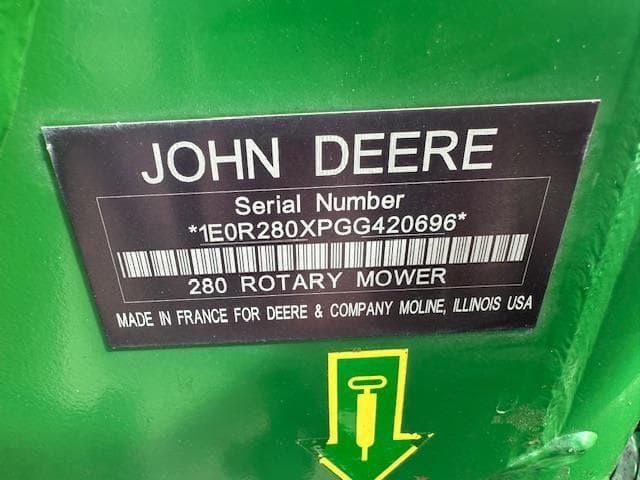 JOHN DEERE
Serial Number
*1E0R280XPGG420696*
280 ROTARY MOWER
MADE IN FRANCE FOR DEERE & COMPANY MOLINE, ILLINOIS USA